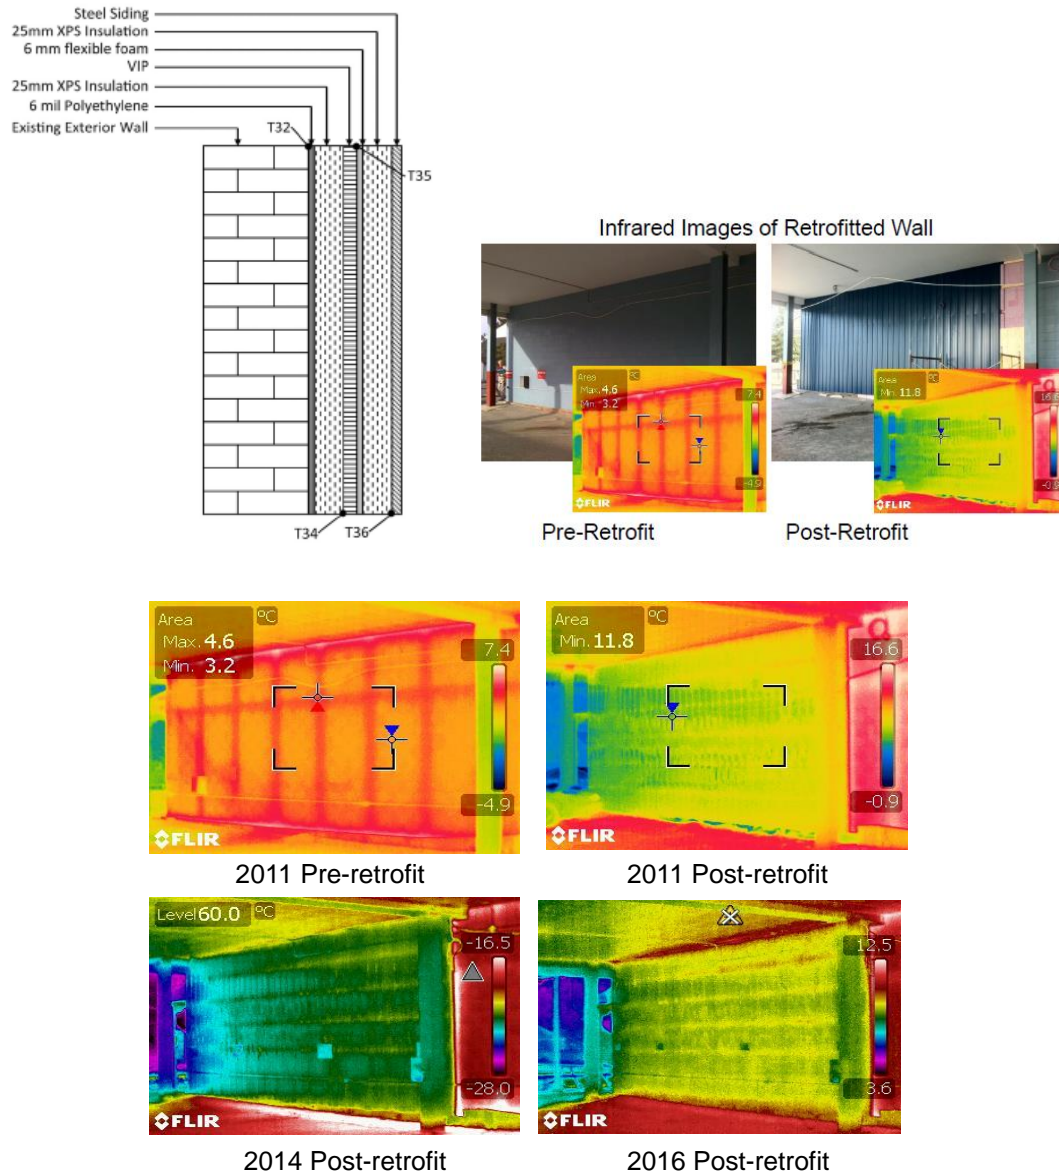 Steel Siding
25mm XPS Insulation
6 mm flexible foam
VIP
25mm XPS Insulation
6 mil Polyethylene
Existing Exterior Wall
T32
T35
T34
T36
Infrared Images of Retrofitted Wall
Area
°C
Max. 4.6
Min. 3.2
7.4
-4.9
FLIR
Area
°C
Min. 11.8
16.6
-0.9
FLIR
Pre-Retrofit
Post-Retrofit
Area
°C
Max. 4.6
Min. 3.2
7.4
-4.9
FLIR
2011 Pre-retrofit
Area
°C
Min. 11.8
16.6
-0.9
FLIR
2011 Post-retrofit
Level 60.0 °C
-16.5
-28.0
FLIR
2014 Post-retrofit
12.5
3.6
FLIR
2016 Post-retrofit